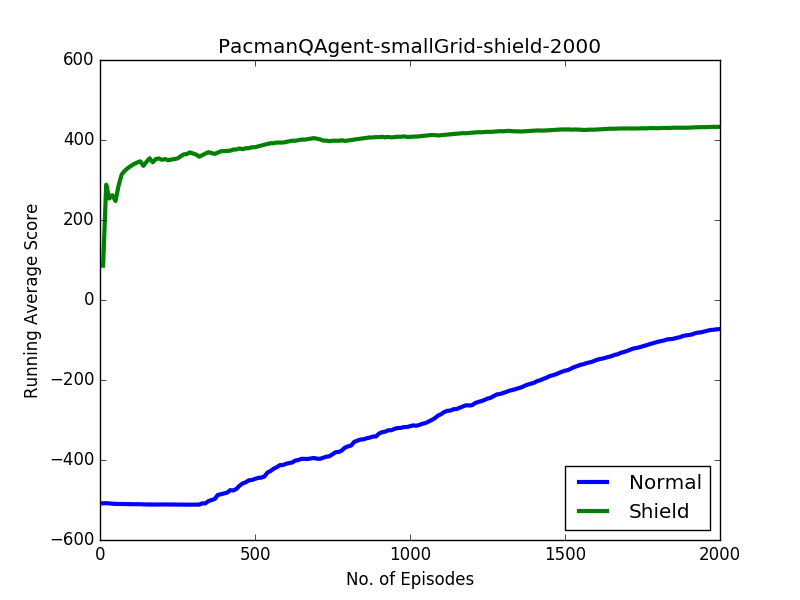 PacmanQAgent-smallGrid-shield-2000
600
400
200
0
−200
−400
−600
Running Average Score
0
500
1000
1500
2000
No. of Episodes
Normal
Shield